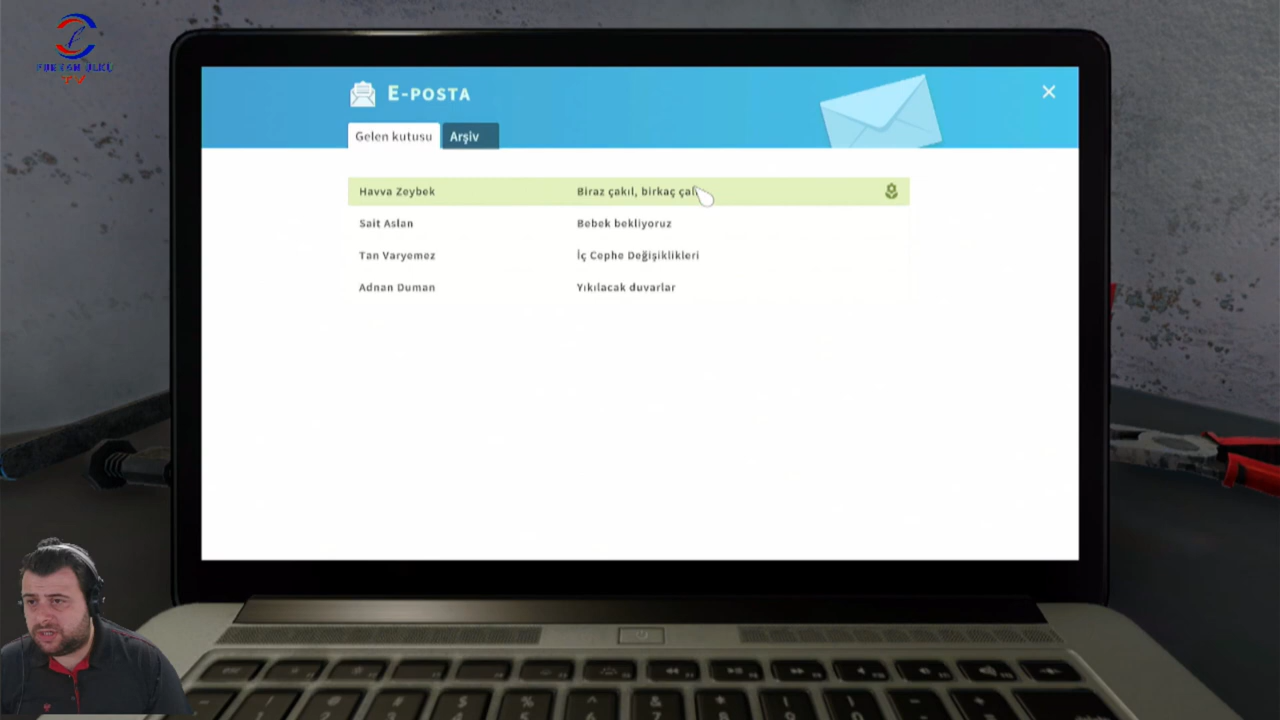 E-POSTA
Gelen kutusu
Arşiv
Havva Zeybek
Biraz çakıl, birkaç
Sait Aslan
Bebek bekliyoruz
Tan Varyemez
İç Cephe Değişiklikleri
Adnan Duman
Yıkılacak duvarlar
TV